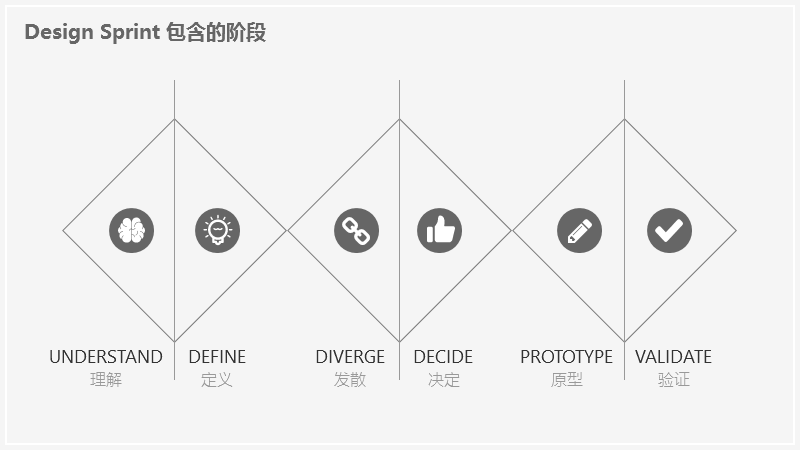 Design Sprint 包含的阶段
UNDERSTAND DEFINE DIVERGE DECIDE PROTOTYPE VALIDATE
理解 定义 发散 决定 原型 验证